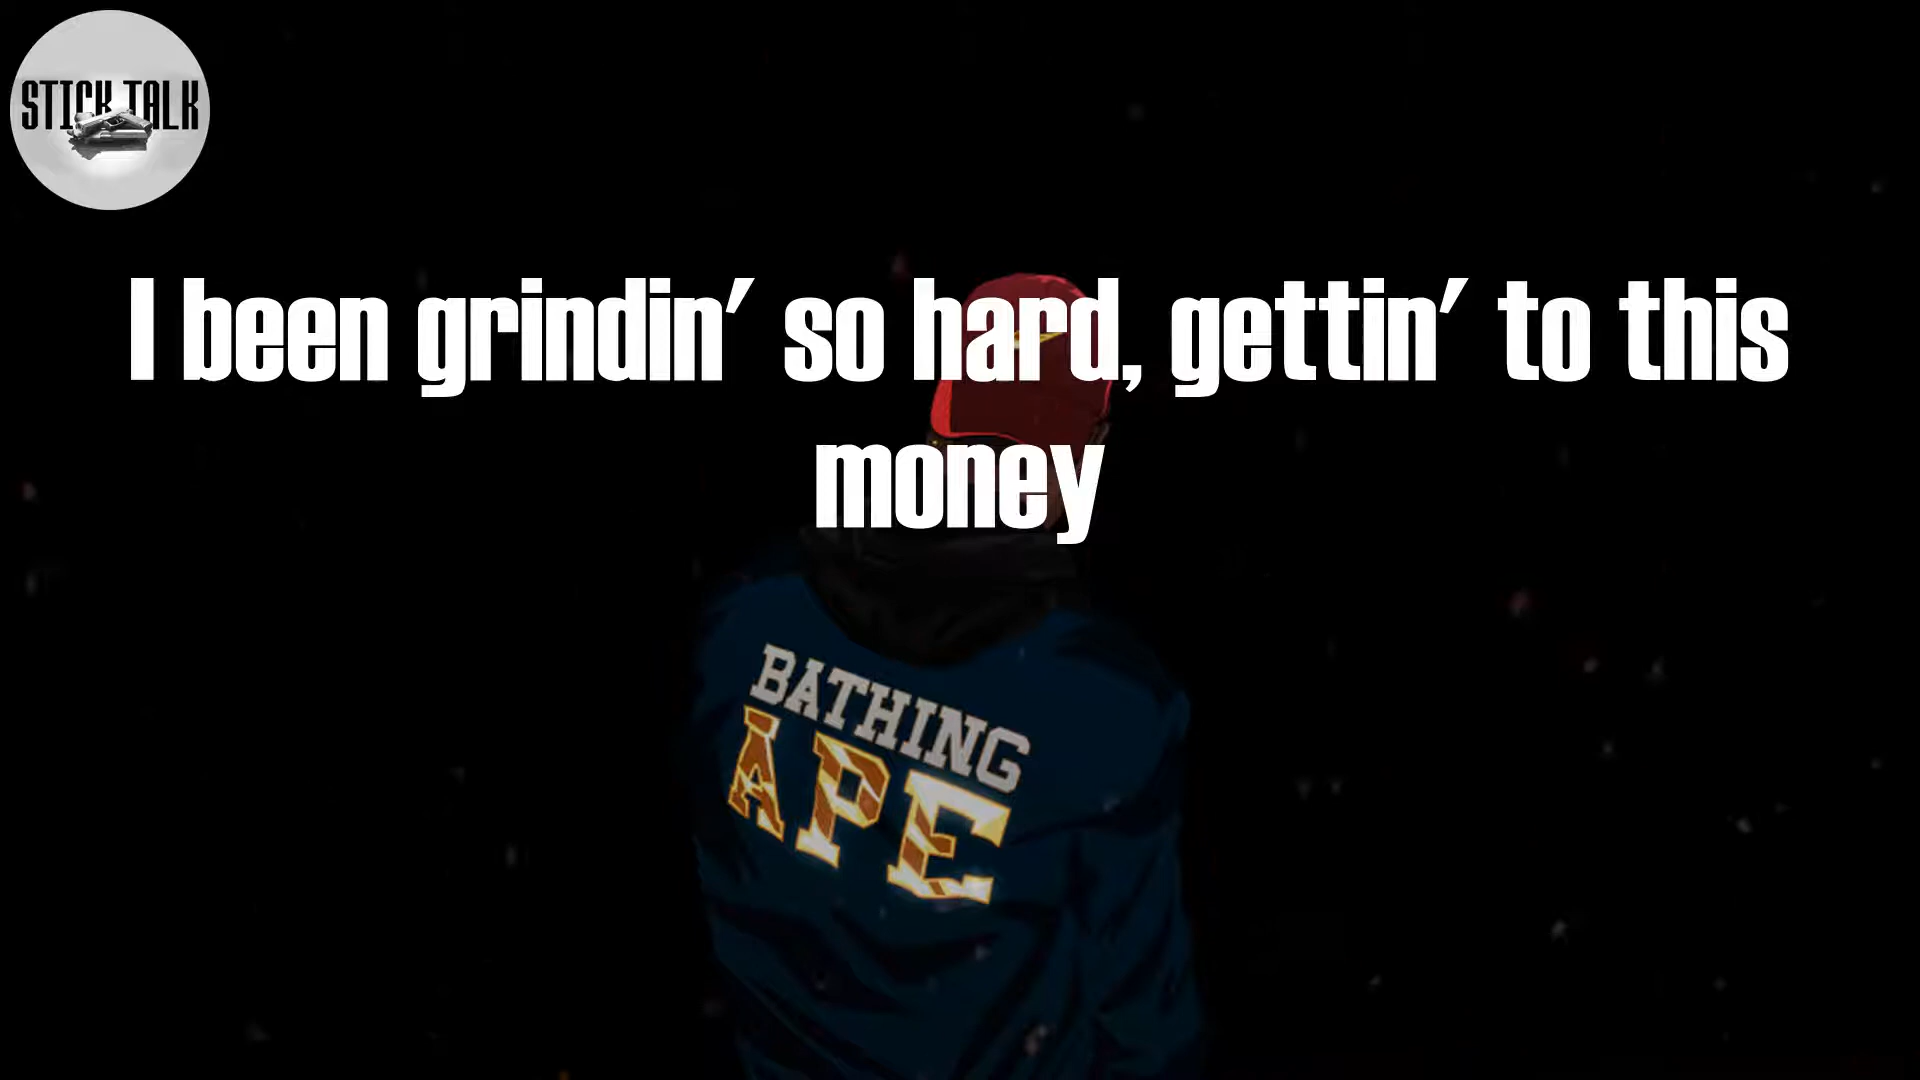 STICK TALK
I been grindin' so hard, gettin' to this
money
BATHING
APE